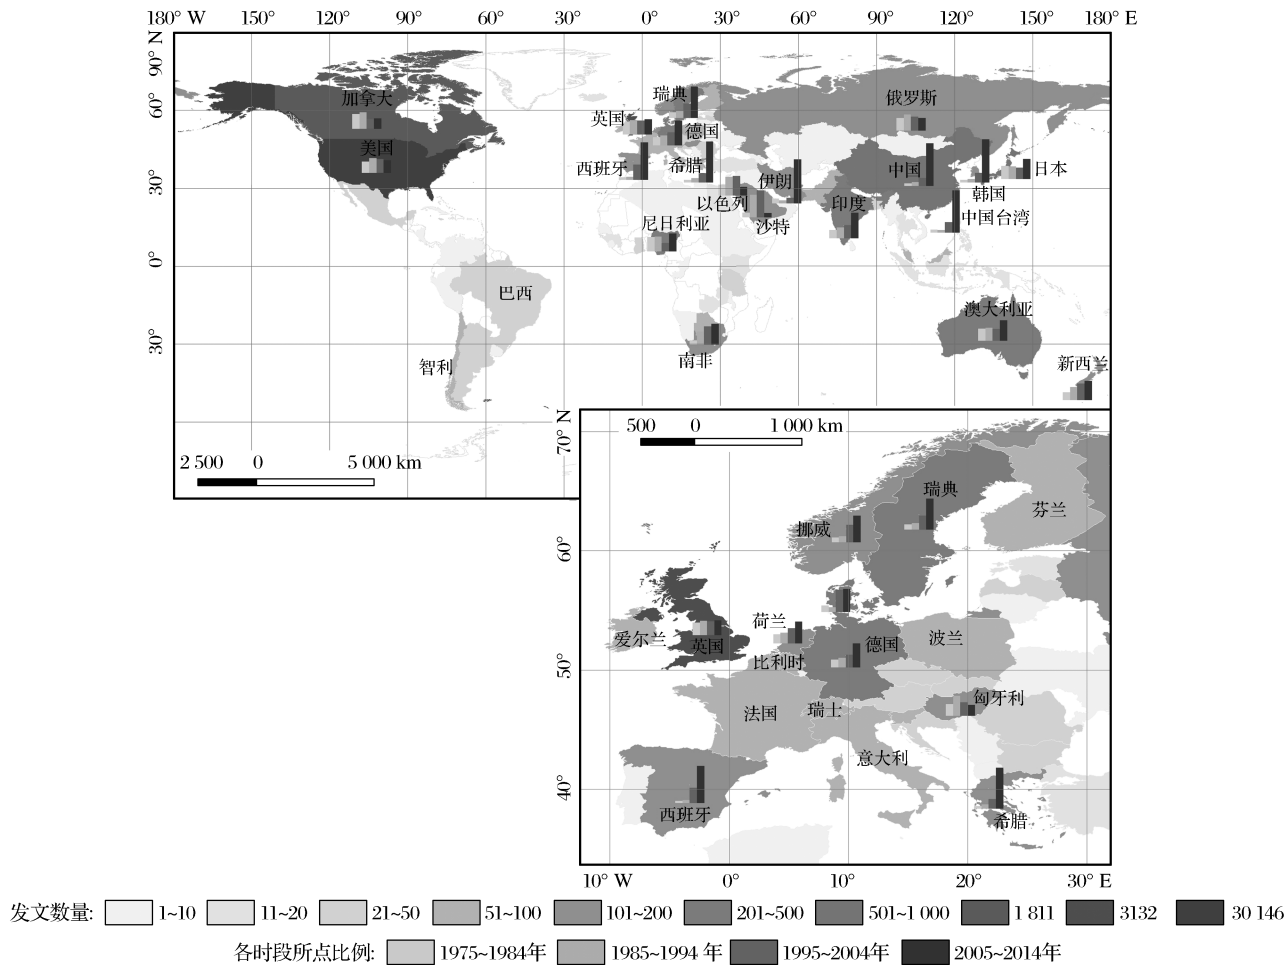 180° W 150° 90° 60° 30° 0° 60° 90° 120° 150° 180° E
90° N
60°
30°
0°
30°
加拿大
美国
巴西
智利
瑞典
英国
德国
西班牙
希腊
以色列
伊朗
沙特
尼日利亚
南非
俄罗斯
中国
印度
韩国
日本
中国台湾
澳大利亚
新西兰
2 500 0 5 000 km
500 0 1 000 km
70° N
60°
50°
40°
瑞典
挪威
芬兰
爱尔兰
英国
荷兰
比利时
德国
波兰
法国
瑞士
匈牙利
意大利
西班牙
希腊
10° W 0° 10° 20° 30° E
发文数量: 1~10 11~20 21~50 51~100 101~200 201~500 501~1 000 1 811 3132 30 146
各时段所点比例: 1975~1984年 1985~1994 年 1995~2004年 2005~2014年